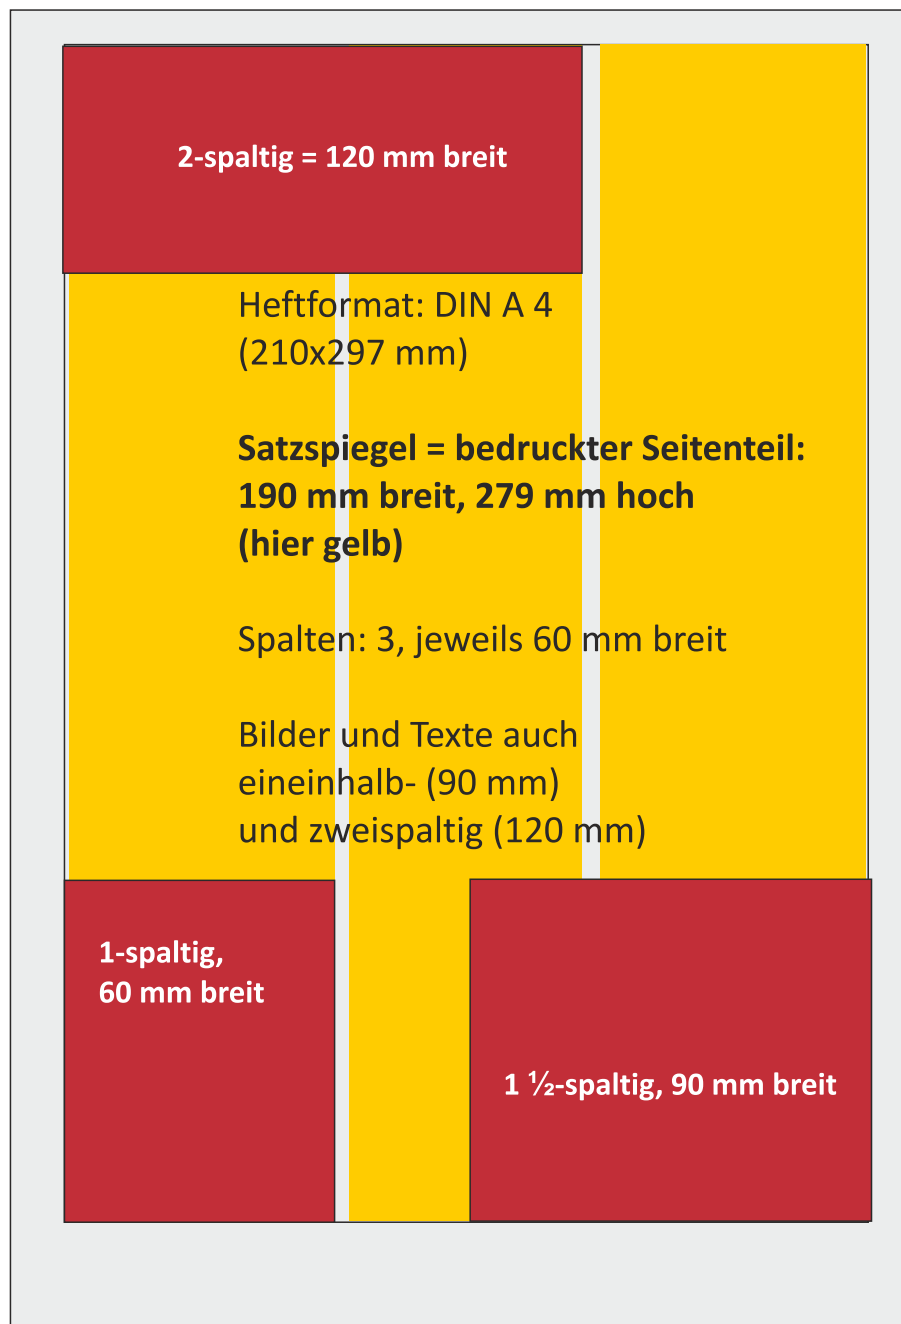 2-spaltig = 120 mm breit
Heftformat: DIN A 4
(210x297 mm)
Satzspiegel = bedruckter Seitenteil:
190 mm breit, 279 mm hoch
(hier gelb)
Spalten: 3, jeweils 60 mm breit
Bilder und Texte auch
eineinhalb- (90 mm)
und zweispaltig (120 mm)
1-spaltig,
60 mm breit
1 ½-spaltig, 90 mm breit